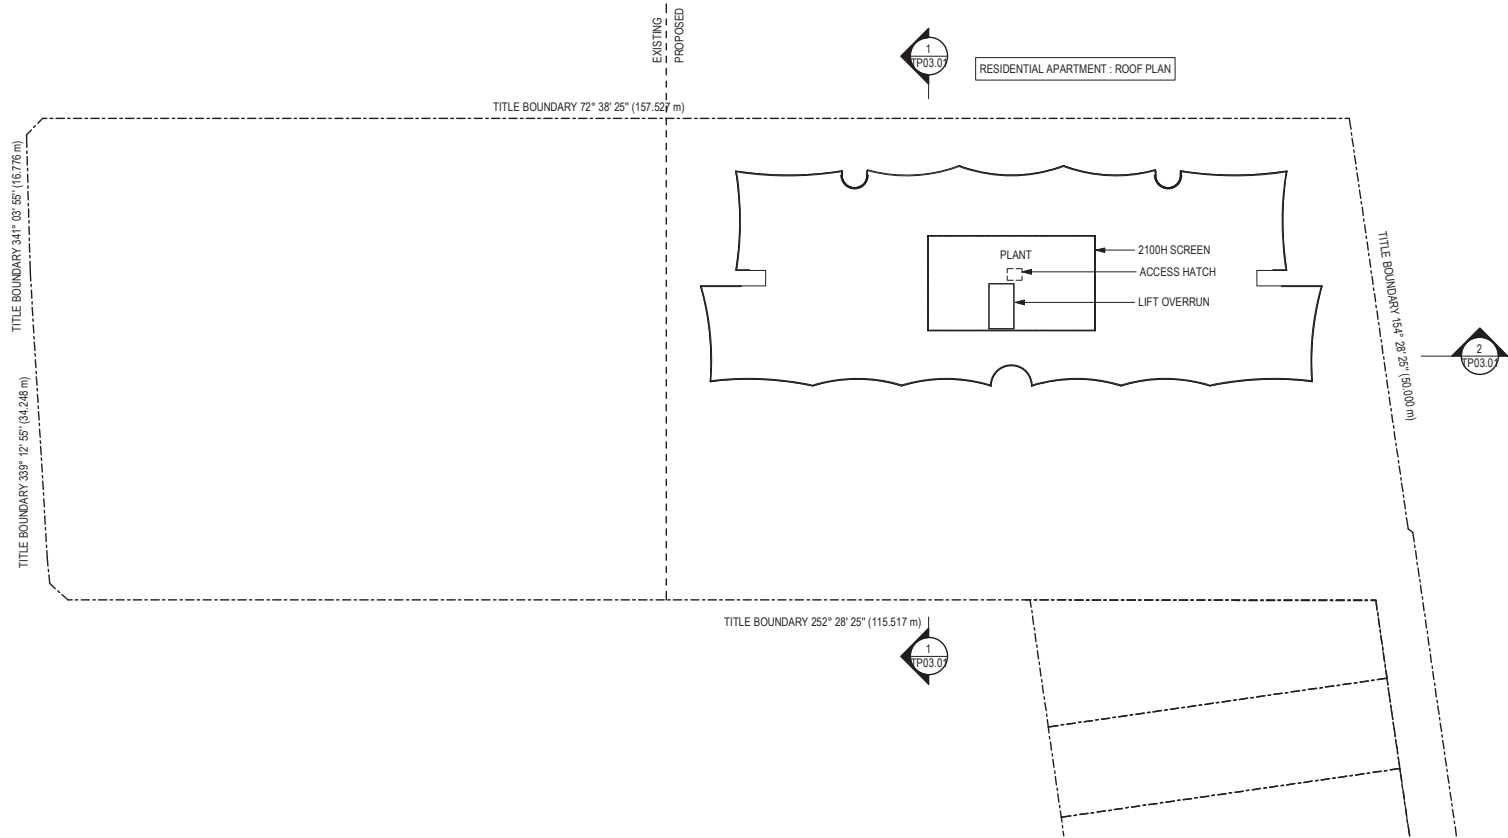 EXISTING
PROPOSED
1
TP03.01
RESIDENTIAL APARTMENT : ROOF PLAN
TITLE BOUNDARY 72° 38' 25" (157.527 m)
TITLE BOUNDARY 341° 03' 55" (16.776 m)
TITLE BOUNDARY 154° 28' 25" (50.000 m)
PLANT
2100H SCREEN
ACCESS HATCH
LIFT OVERRUN
2
TP03.01
TITLE BOUNDARY 339° 12' 55" (34.248 m)
TITLE BOUNDARY 252° 28' 25" (115.517 m)
1
TP03.01